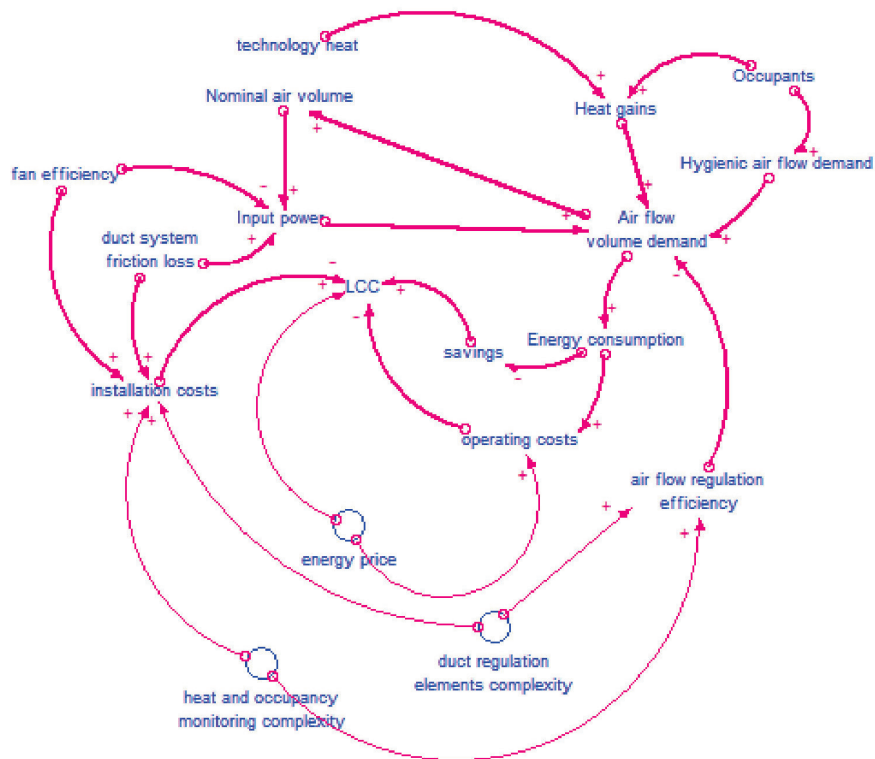 technology heat
Occupants
Nominal air volume
Heat gains
Hygienic air flow demand
fan efficiency
Input power
Air flow
volume demand
duct system
friction loss
LCC
savings
Energy consumption
installation costs
operating costs
air flow regulation
efficiency
energy price
duct regulation
elements complexity
heat and occupancy
monitoring complexity